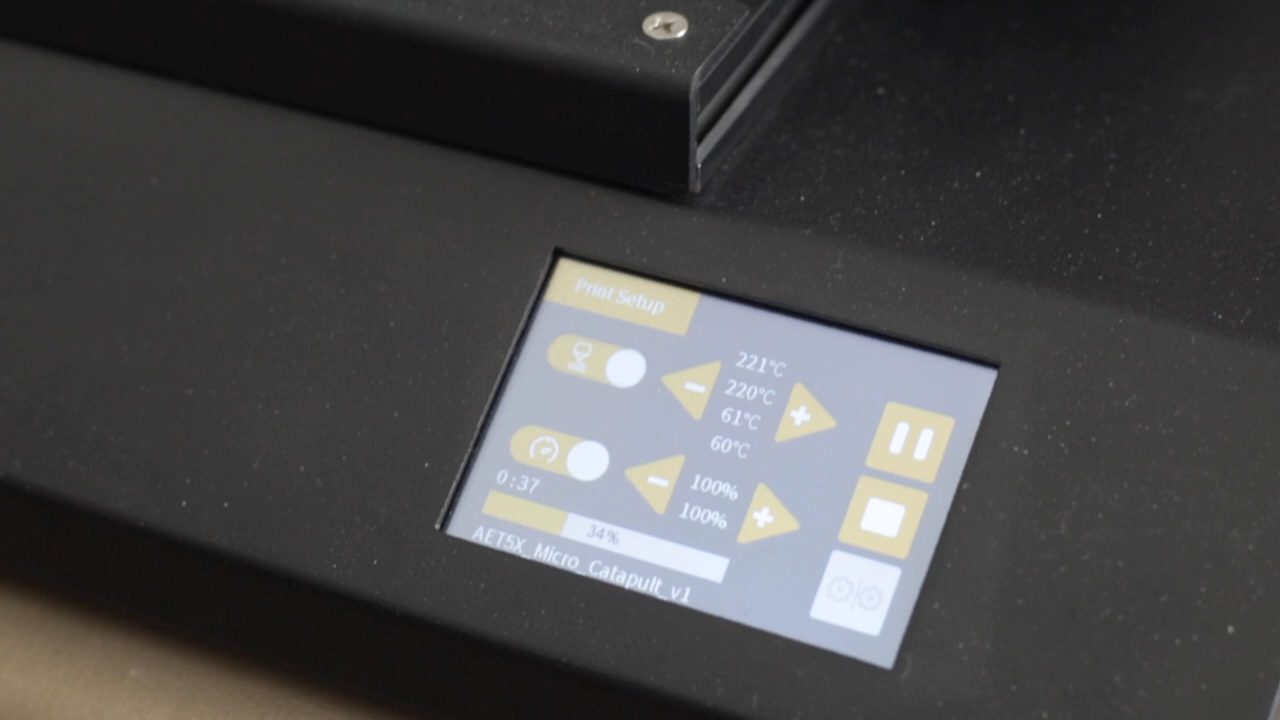 Print Setup
221°C
220°C
61°C
60°C
100%
100%
0:37
34%
AET5X_Micro_Catapult_v1